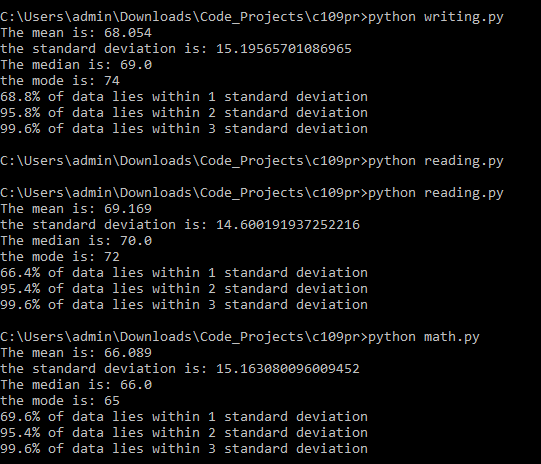 C:\Users\admin\Downloads\Code_Projects\c109pr>python writing.py
The mean is: 68.054
the standard deviation is: 15.19565701086965
The median is: 69.0
the mode is: 74
68.8% of data lies within 1 standard deviation
95.8% of data lies within 2 standard deviation
99.6% of data lies within 3 standard deviation
C:\Users\admin\Downloads\Code_Projects\c109pr>python reading.py
C:\Users\admin\Downloads\Code_Projects\c109pr>python reading.py
The mean is: 69.169
the standard deviation is: 14.600191937252216
The median is: 70.0
the mode is: 72
66.4% of data lies within 1 standard deviation
95.4% of data lies within 2 standard deviation
99.6% of data lies within 3 standard deviation
C:\Users\admin\Downloads\Code_Projects\c109pr>python math.py
The mean is: 66.089
the standard deviation is: 15.163080096009452
The median is: 66.0
the mode is: 65
69.6% of data lies within 1 standard deviation
95.4% of data lies within 2 standard deviation
99.6% of data lies within 3 standard deviation